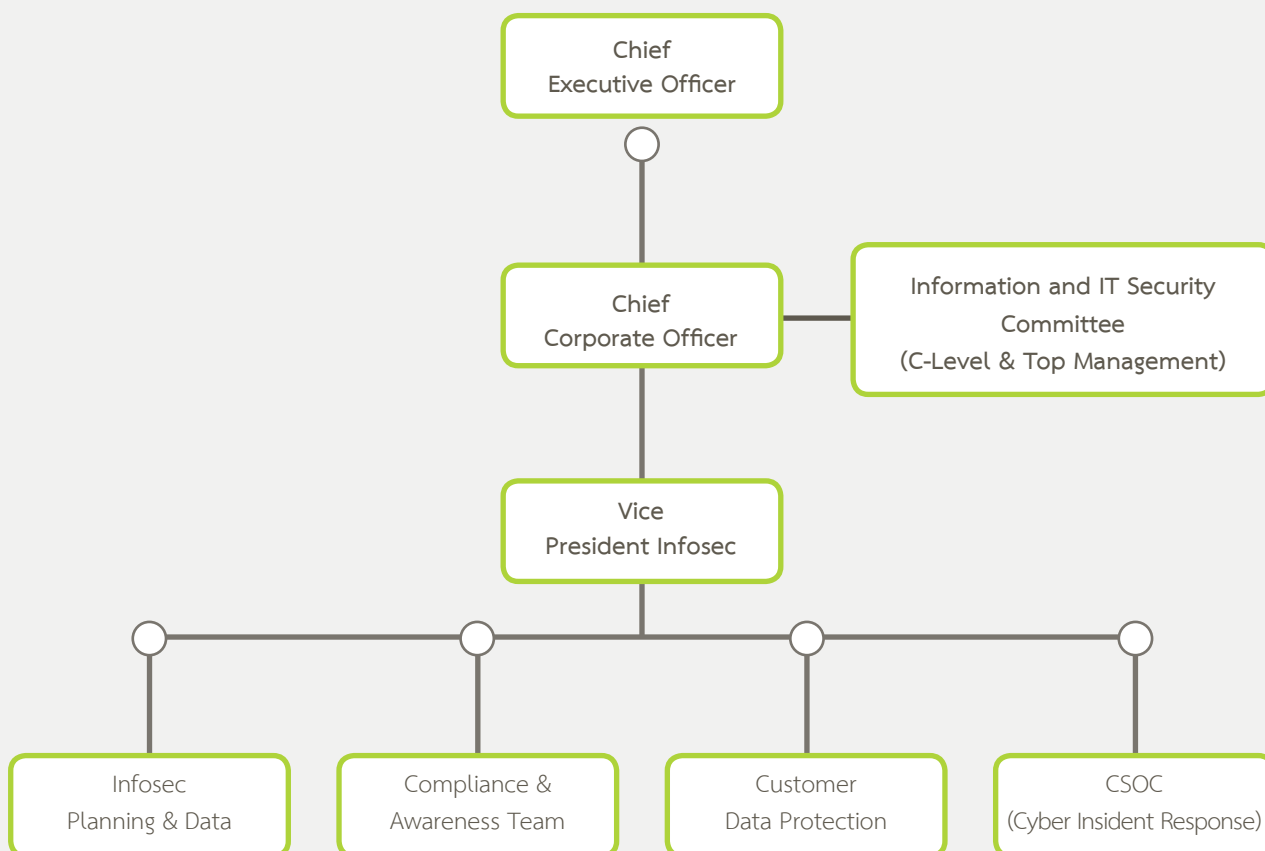 Chief
Executive Officer
Chief
Corporate Officer
Information and IT Security
Committee
(C-Level & Top Management)
Vice
President Infosec
Infosec
Planning & Data
Compliance &
Awareness Team
Customer
Data Protection
CSOC
(Cyber Insident Response)